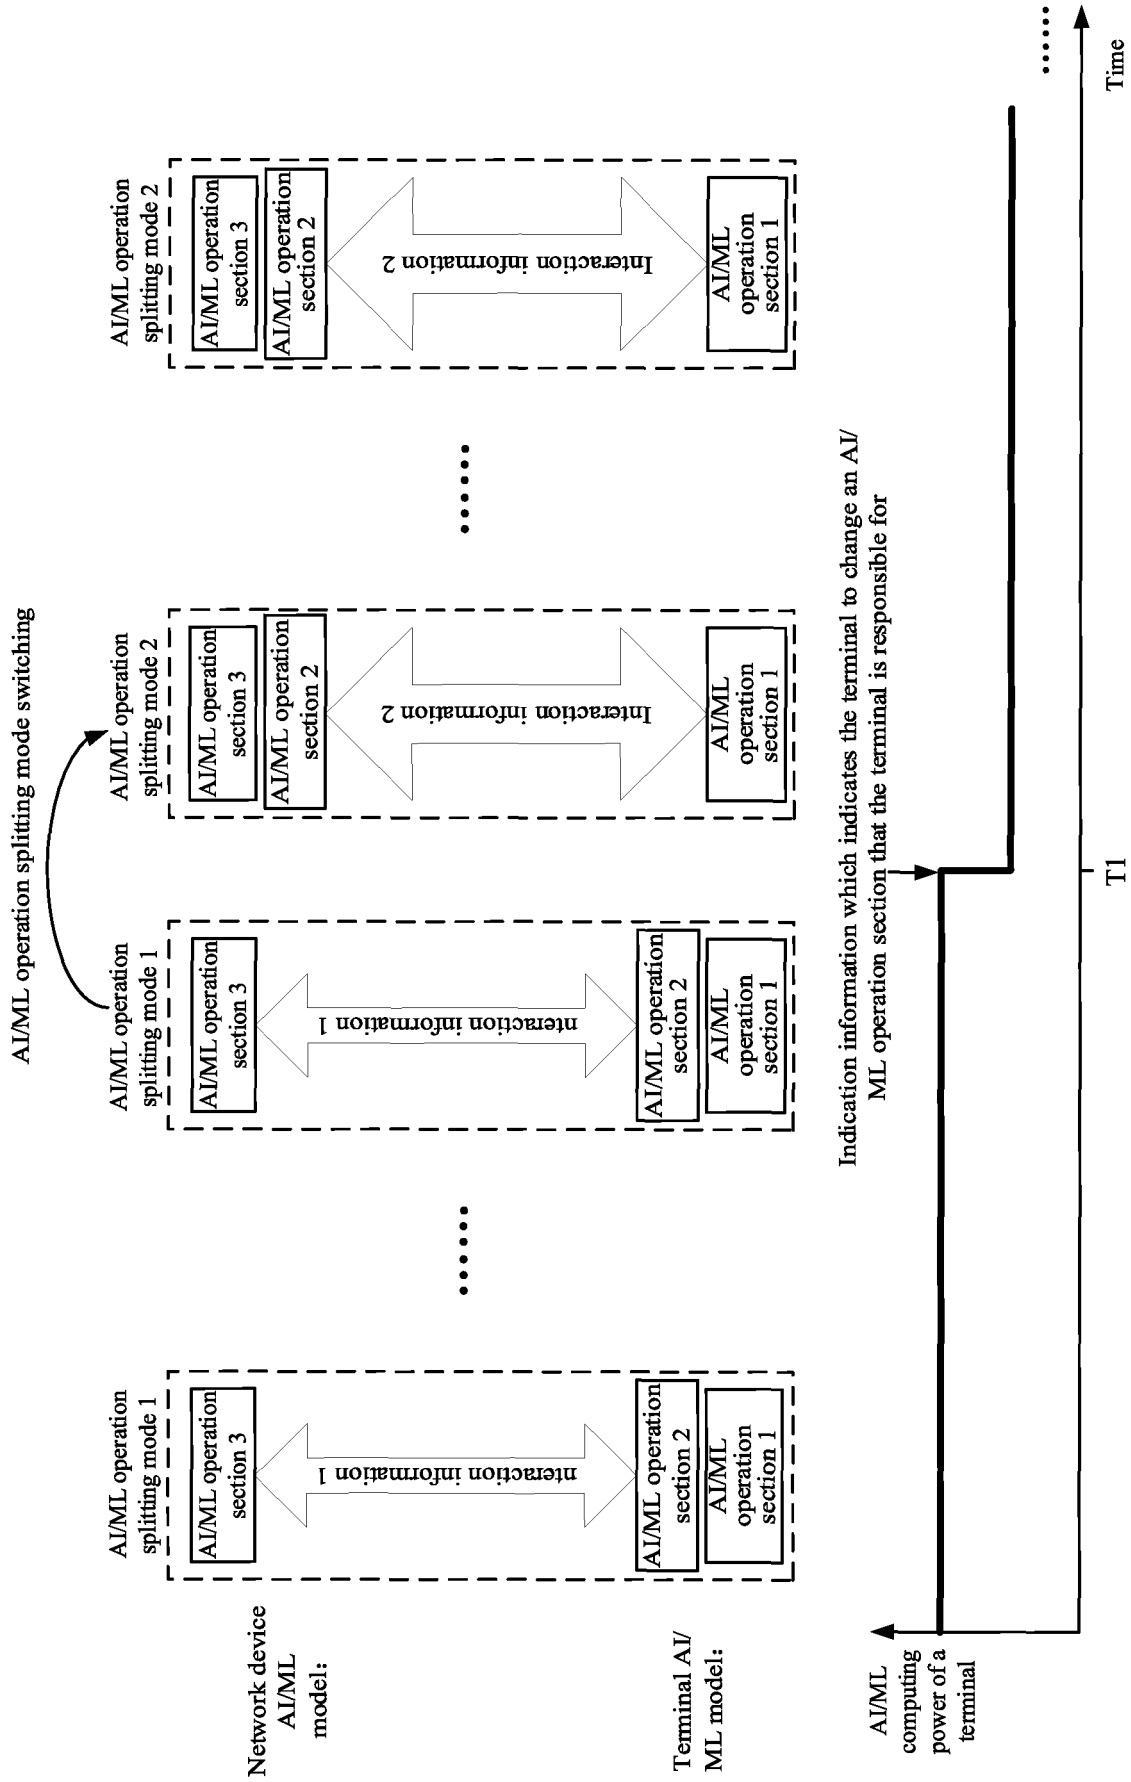 AI/ML operation splitting mode switching
AI/ML operation
splitting mode 1
AI/ML operation
splitting mode 1
AI/ML operation
splitting mode 2
AI/ML operation
splitting mode 2
Network device
AI/ML
model:
AI/ML operation
section 3
AI/ML operation
section 3
AI/ML operation
section 3
AI/ML operation
section 2
AI/ML operation
section 3
AI/ML operation
section 2
nteraction information 1
......
nteraction information 1
Interaction information 2
......
Interaction information 2
Terminal AI/
ML model:
AI/ML operation
section 2
AI/ML
operation
section 1
AI/ML operation
section 2
AI/ML
operation
section 1
AI/ML
operation
section 1
AI/ML
operation
section 1
Indication information which indicates the terminal to change an AI/
ML operation section that the terminal is responsible for
AI/ML
computing
power of a
terminal
......
T1
Time